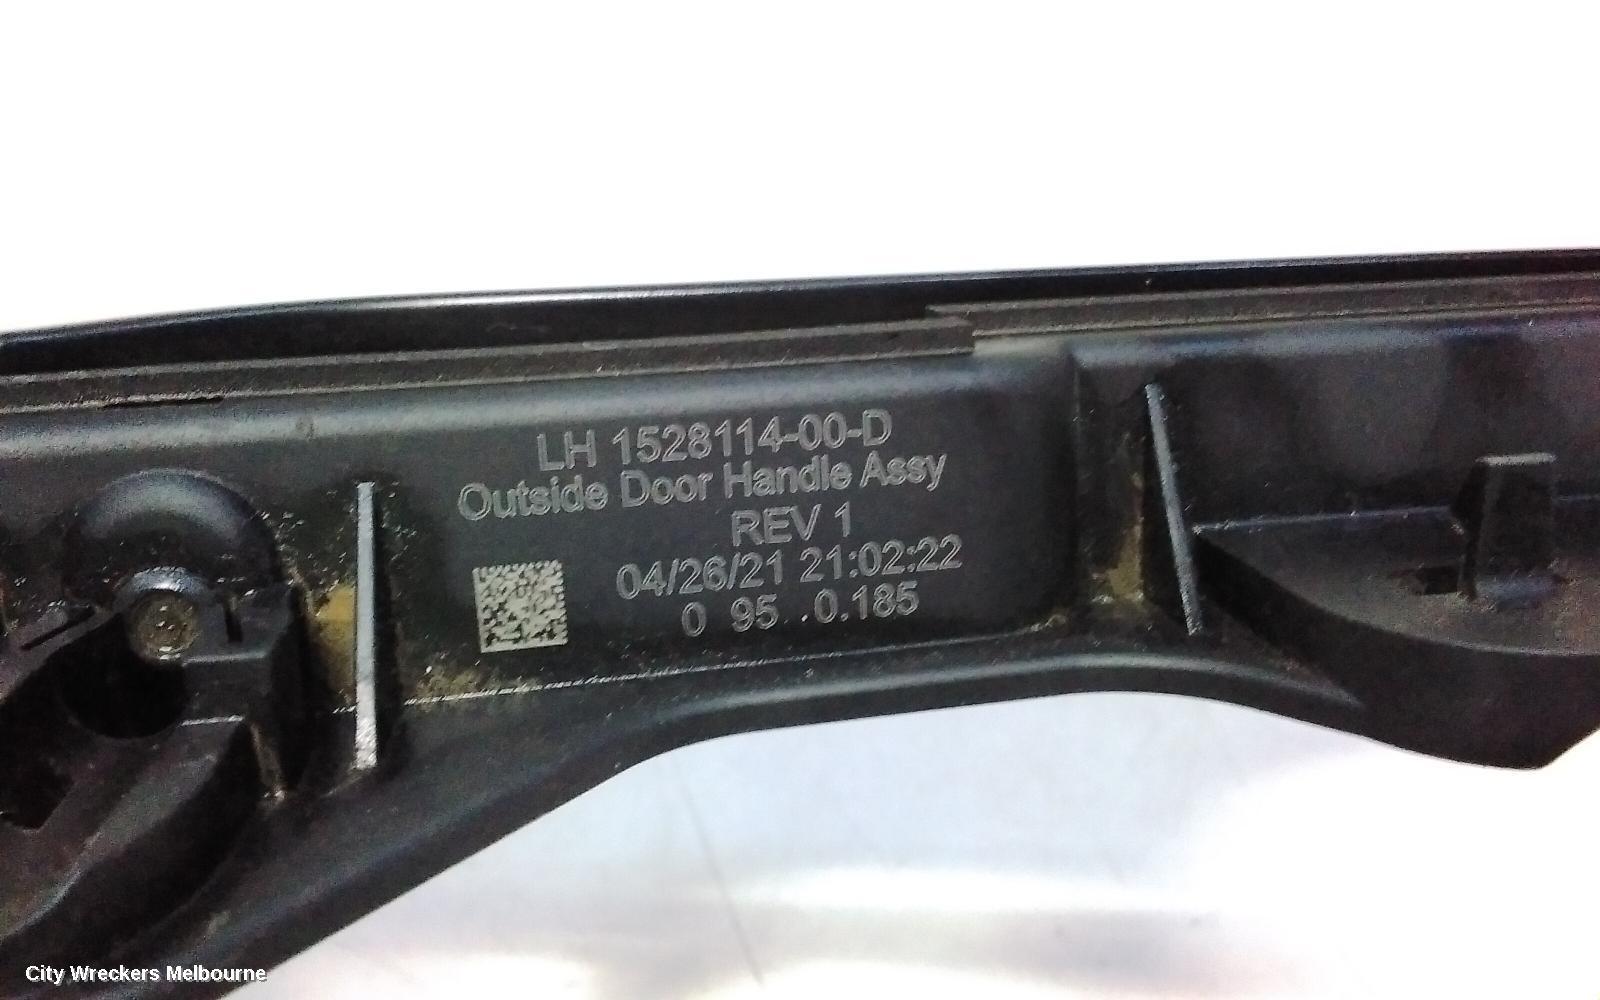 LH 1528114-00-D
Outside Door Handle Assy
REV 1
04/26/21 21:02:22
0 95 .0.185
City Wreckers Melbourne